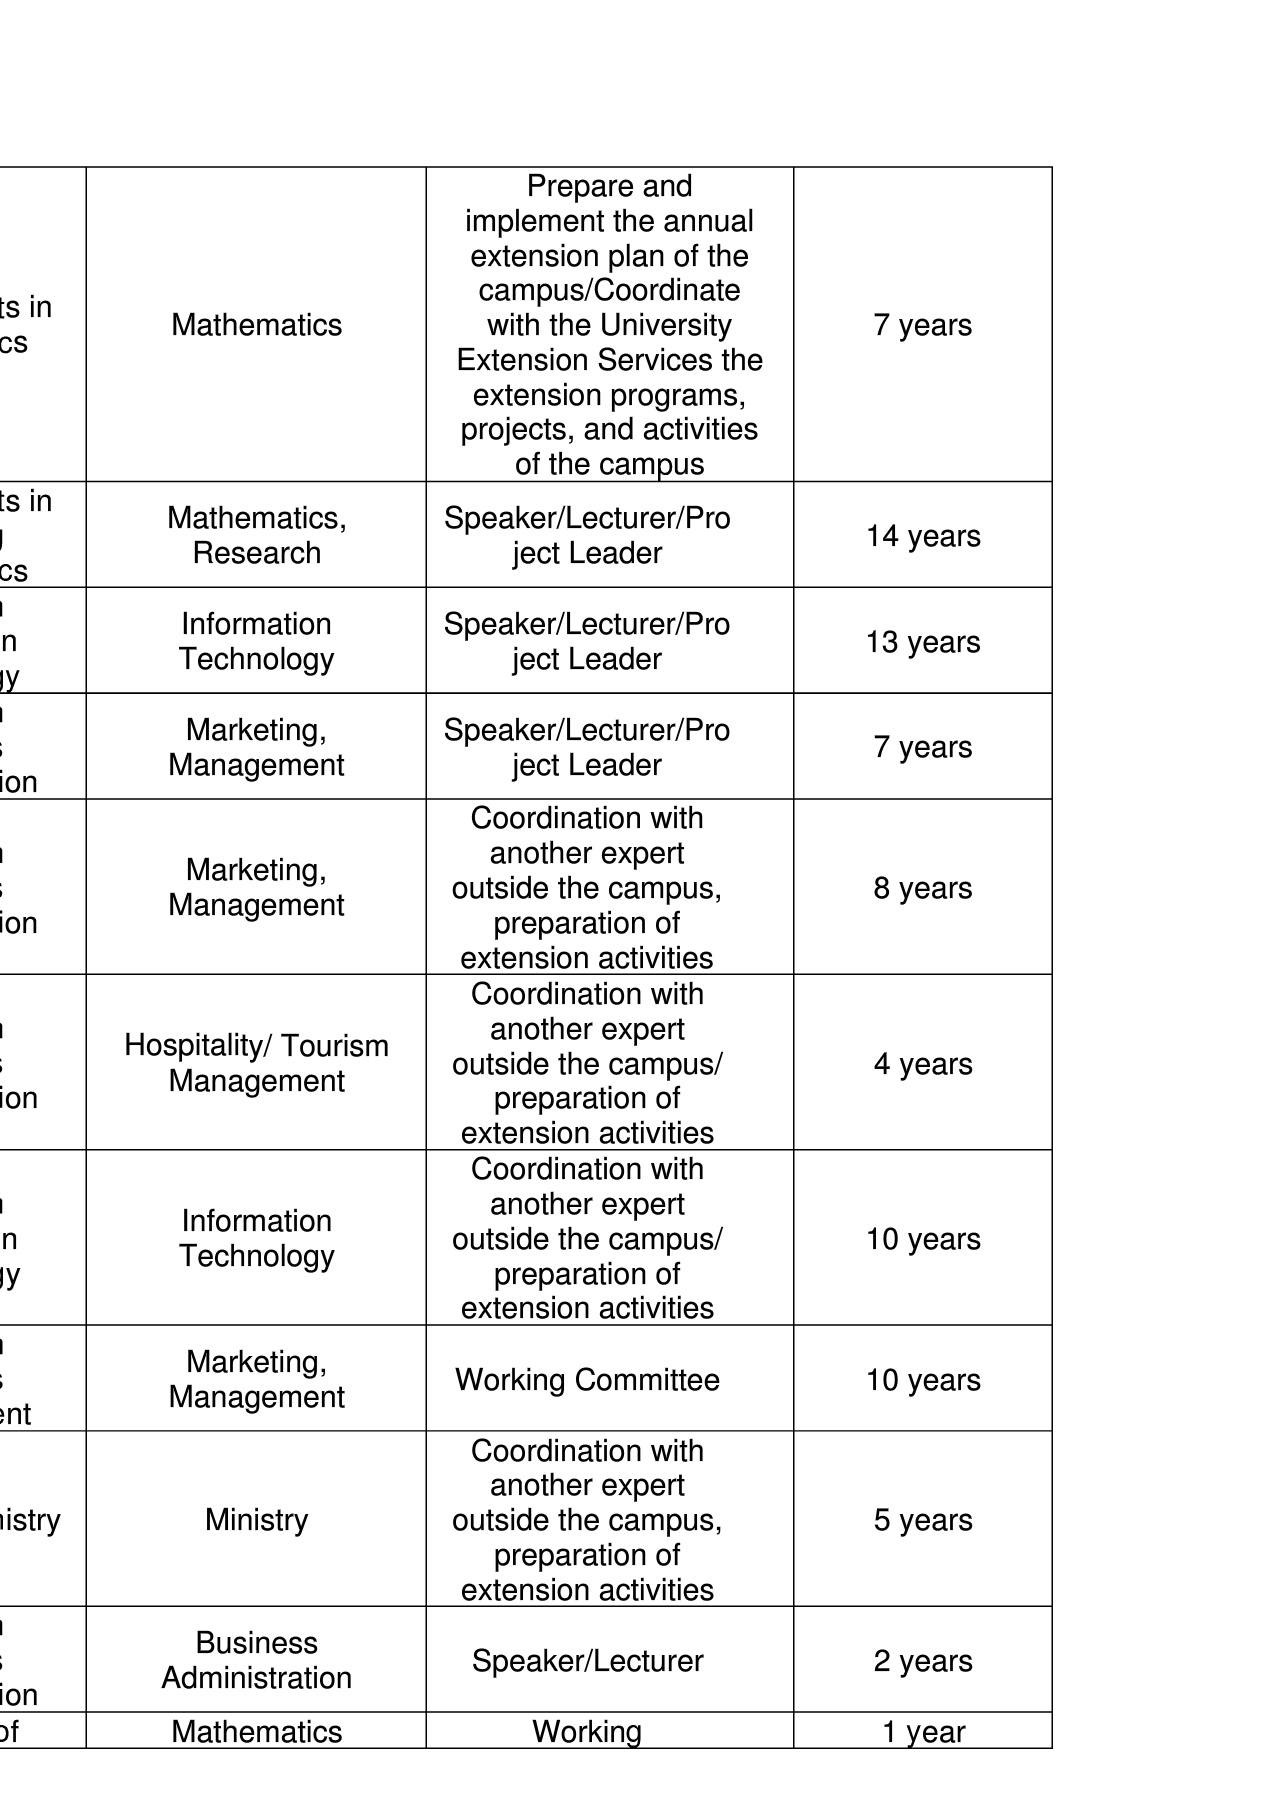 ts in
cs
Mathematics
Prepare and
implement the annual
extension plan of the
campus/Coordinate
with the University
Extension Services the
extension programs,
projects, and activities
of the campus
7 years
ts in
g
cs
Mathematics,
Research
Speaker/Lecturer/Pro
ject Leader
14 years
n
gy
Information
Technology
Speaker/Lecturer/Pro
ject Leader
13 years
s
ion
Marketing,
Management
Speaker/Lecturer/Pro
ject Leader
7 years
s
ion
Marketing,
Management
Coordination with
another expert
outside the campus,
preparation of
extension activities
8 years
s
ion
Hospitality/ Tourism
Management
Coordination with
another expert
outside the campus/
preparation of
extension activities
4 years
n
gy
Information
Technology
Coordination with
another expert
outside the campus/
preparation of
extension activities
10 years
s
ent
Marketing,
Management
Working Committee
10 years
nistry
Ministry
Coordination with
another expert
outside the campus,
preparation of
extension activities
5 years
s
ion
Business
Administration
Speaker/Lecturer
2 years
of
Mathematics
Working
1 year